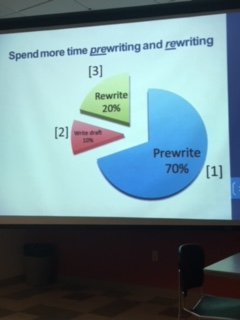 Spend more time prewriting and rewriting
[3]
Rewrite
20%
[2]
Write draft
10%
Prewrite
70%
[1]